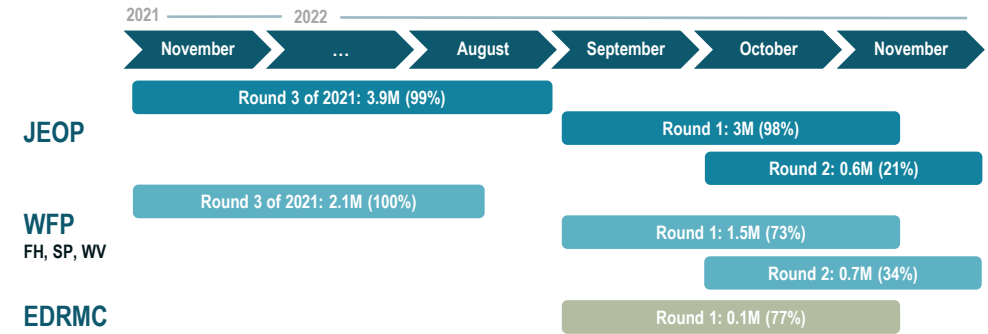 2021
2022
November
...
August
September
October
November
Round 3 of 2021: 3.9M (99%)
JEOP
Round 1: 3M (98%)
Round 2: 0.6M (21%)
Round 3 of 2021: 2.1M (100%)
WFP
FH, SP, WV
Round 1: 1.5M (73%)
Round 2: 0.7M (34%)
EDRMC
Round 1: 0.1M (77%)